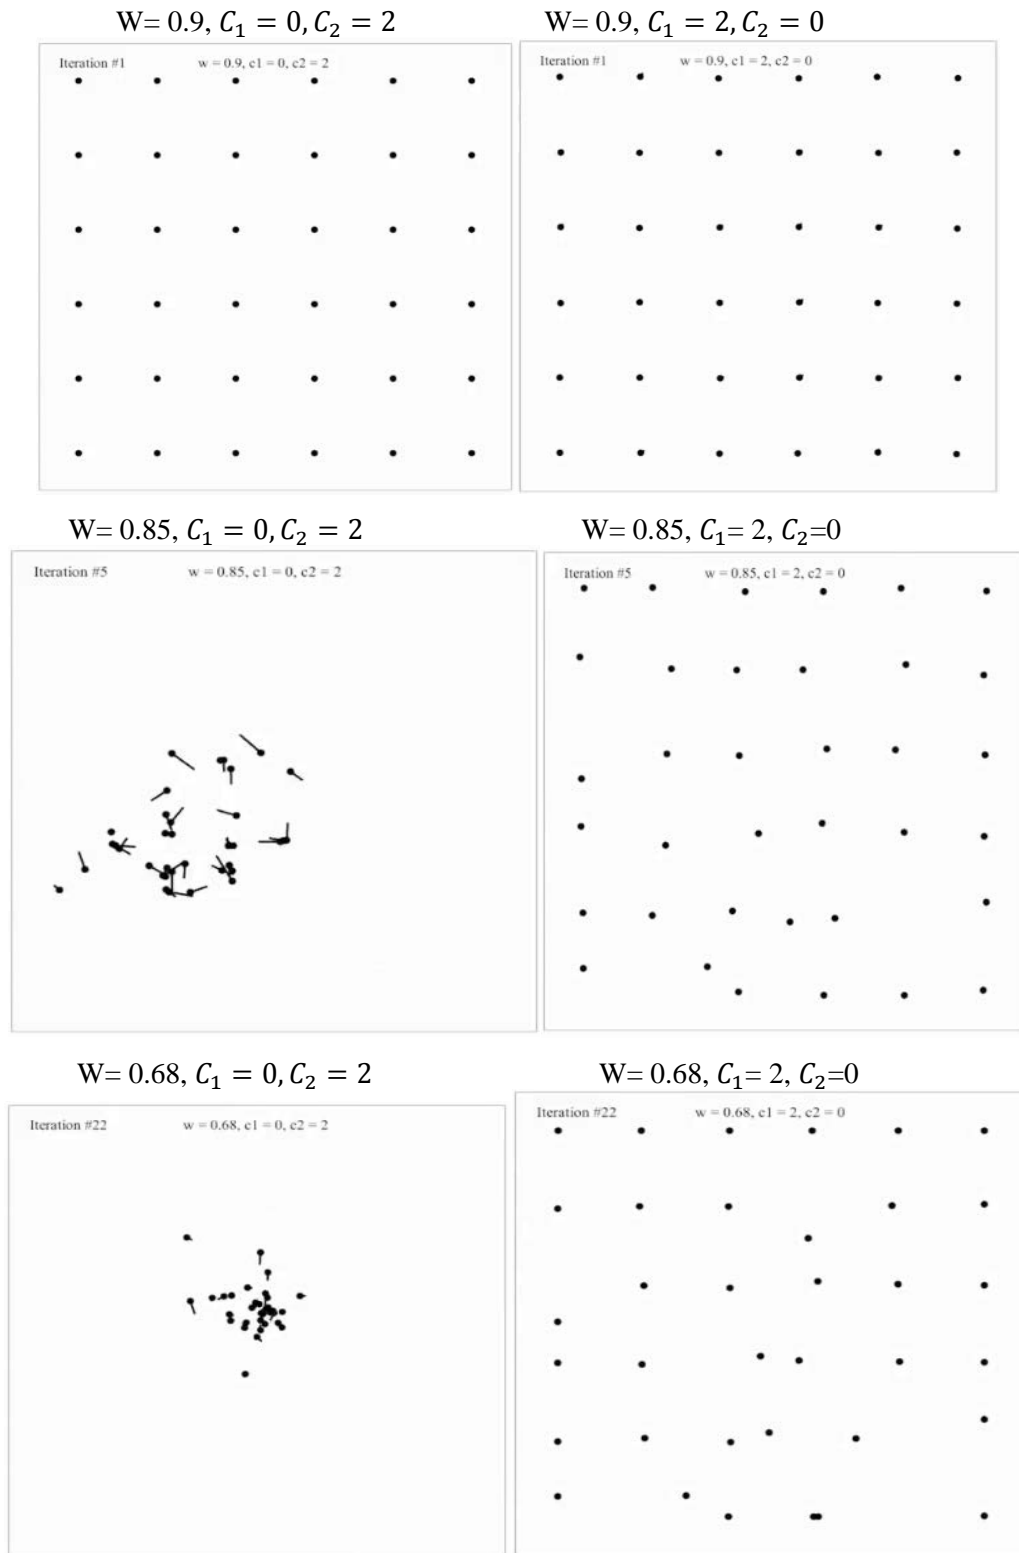 W= 0.9, 𝐶₁ = 0, 𝐶₂ = 2
W= 0.9, 𝐶₁ = 2, 𝐶₂ = 0
Iteration #1 w = 0.9, c1 = 0, c2 = 2
Iteration #1 w = 0.9, c1 = 2, c2 = 0
W= 0.85, 𝐶₁ = 0, 𝐶₂ = 2
W= 0.85, 𝐶₁= 2, 𝐶₂=0
Iteration #5 w = 0.85, c1 = 0, c2 = 2
Iteration #5 w = 0.85, c1 = 2, c2 = 0
W= 0.68, 𝐶₁ = 0, 𝐶₂ = 2
W= 0.68, 𝐶₁= 2, 𝐶₂=0
Iteration #22 w = 0.68, c1 = 0, c2 = 2
Iteration #22 w = 0.68, c1 = 2, c2 = 0